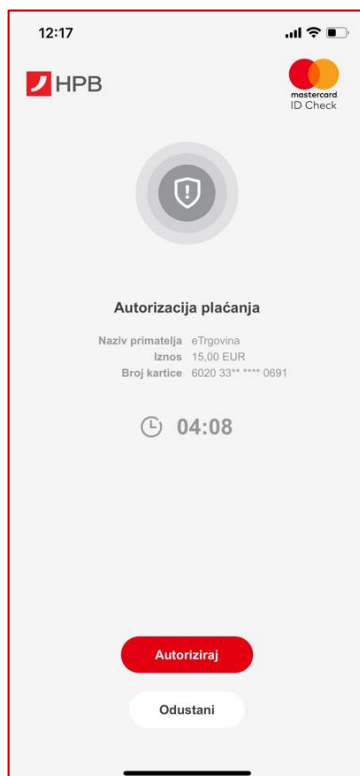 12:17
HPB
mastercard.
ID Check
Autorizacija plaćanja
Naziv primatelja eTrgovina
Iznos 15,00 EUR
Broj kartice 6020 33** **** 0691
04:08
Autoriziraj
Odustani